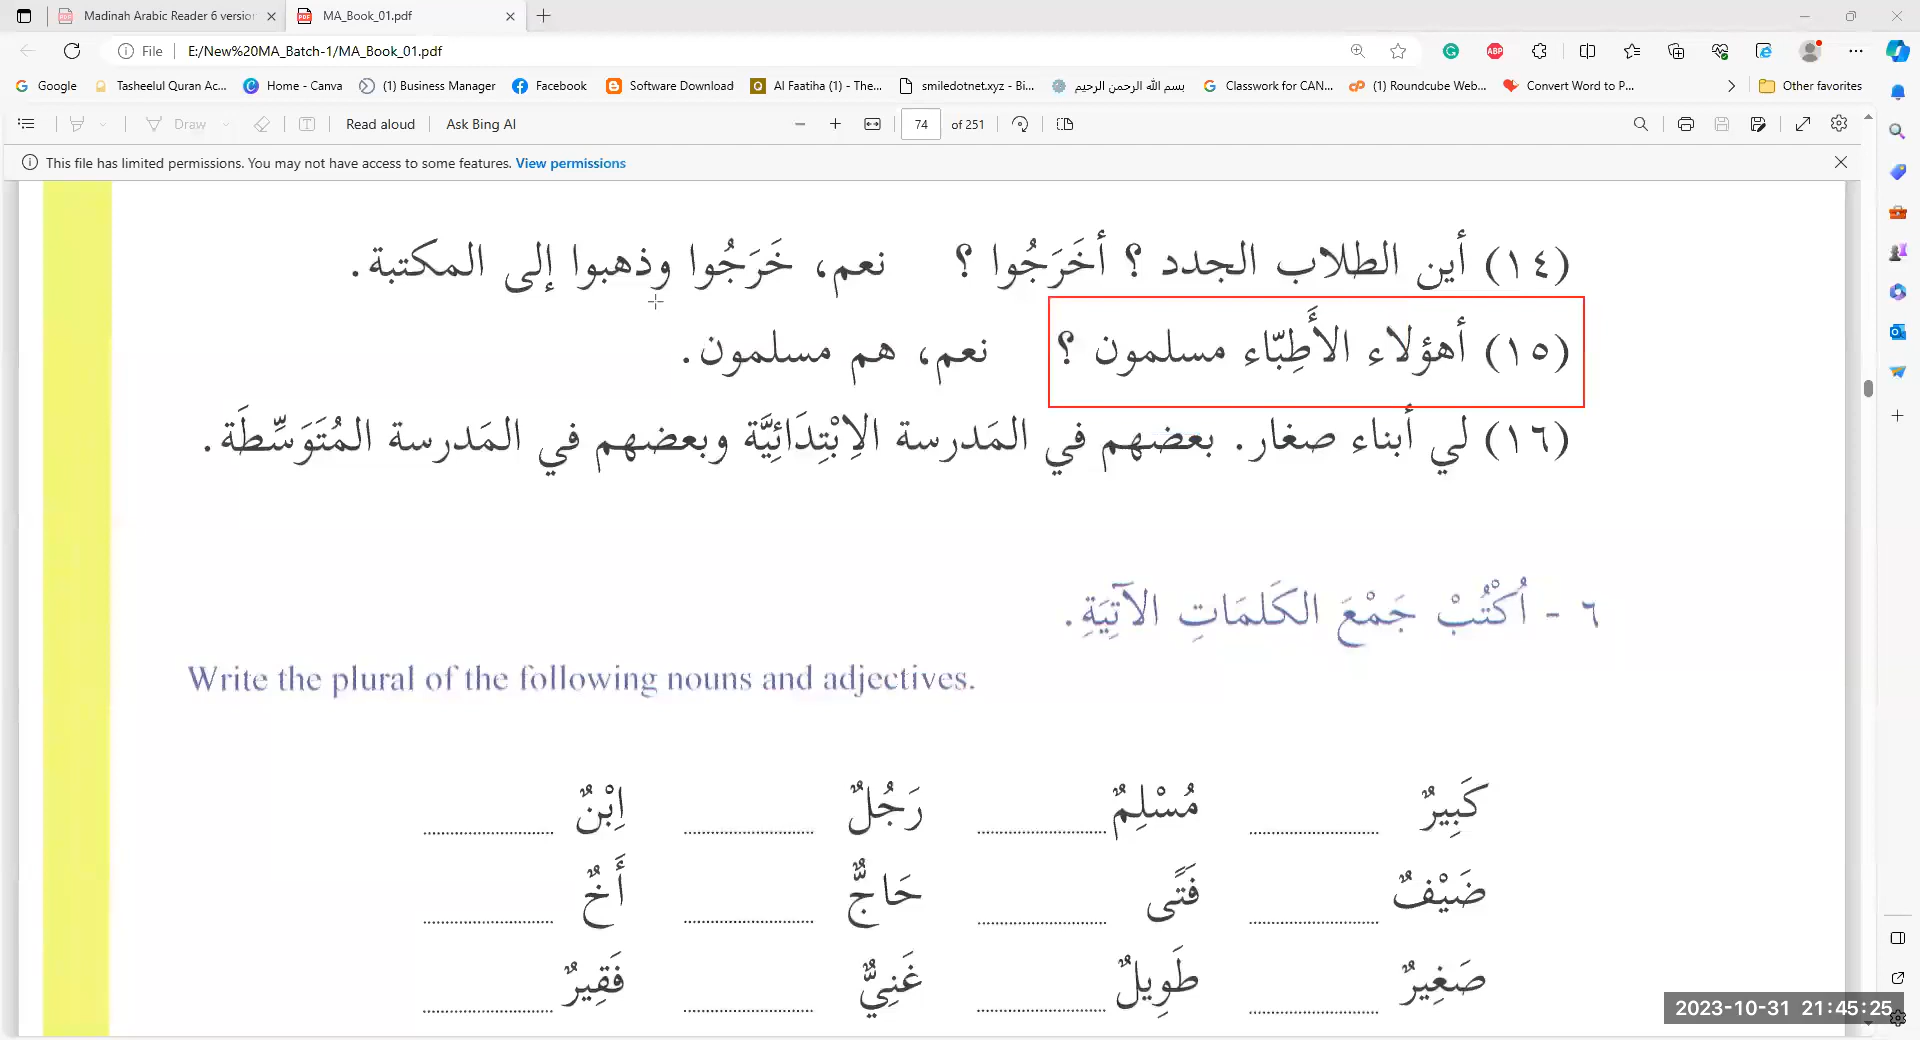 Madinah Arabic Reader 6 versio
MA_Book_01.pdf
File
E:/New%20MA_Batch-1/MA_Book_01.pdf
Google
Tasheelul Quran Ac...
Home - Canva
(1) Business Manager
Facebook
Software Download
Al Faatiha (1) - The...
smiledotnet.xyz - Bi...
بسم الله الرحمن الرحيم
Classwork for CAN...
(1) Roundcube Web...
Convert Word to P...
Other favorites
Draw
Read aloud
Ask Bing AI
74
of 251
This file has limited permissions. You may not have access to some features. View permissions
(١٤) أين الطلاب الجدد ؟ أخَرَجُوا ؟ نعم، خَرَجُوا وذهبوا إلى المكتبة.
(١٥) أهؤلاء الأَطِبّاء مسلمون ؟ نعم، هم مسلمون.
(١٦) لي أبناء صغار. بعضهم في المَدرسة الاِبْتِدَائِيَّة وبعضهم في المَدرسة المُتَوَسِّطَة.
٦ - اُكْتُبْ جَمْعَ الكَلمَاتِ الآتِيَةِ.
Write the plural of the following nouns and adjectives.
كَبِيرٌ ........ مُسْلِمٌ ........ رَجُلٌ ........ اِبْنٌ ........
ضَيْفٌ ........ فَتًى ........ حَاجٌّ ........ أَخٌ ........
صَغِيرٌ ........ طَوِيلٌ ........ غَنِيٌّ ........ فَقِيرٌ ........
2023-10-31 21:45:25